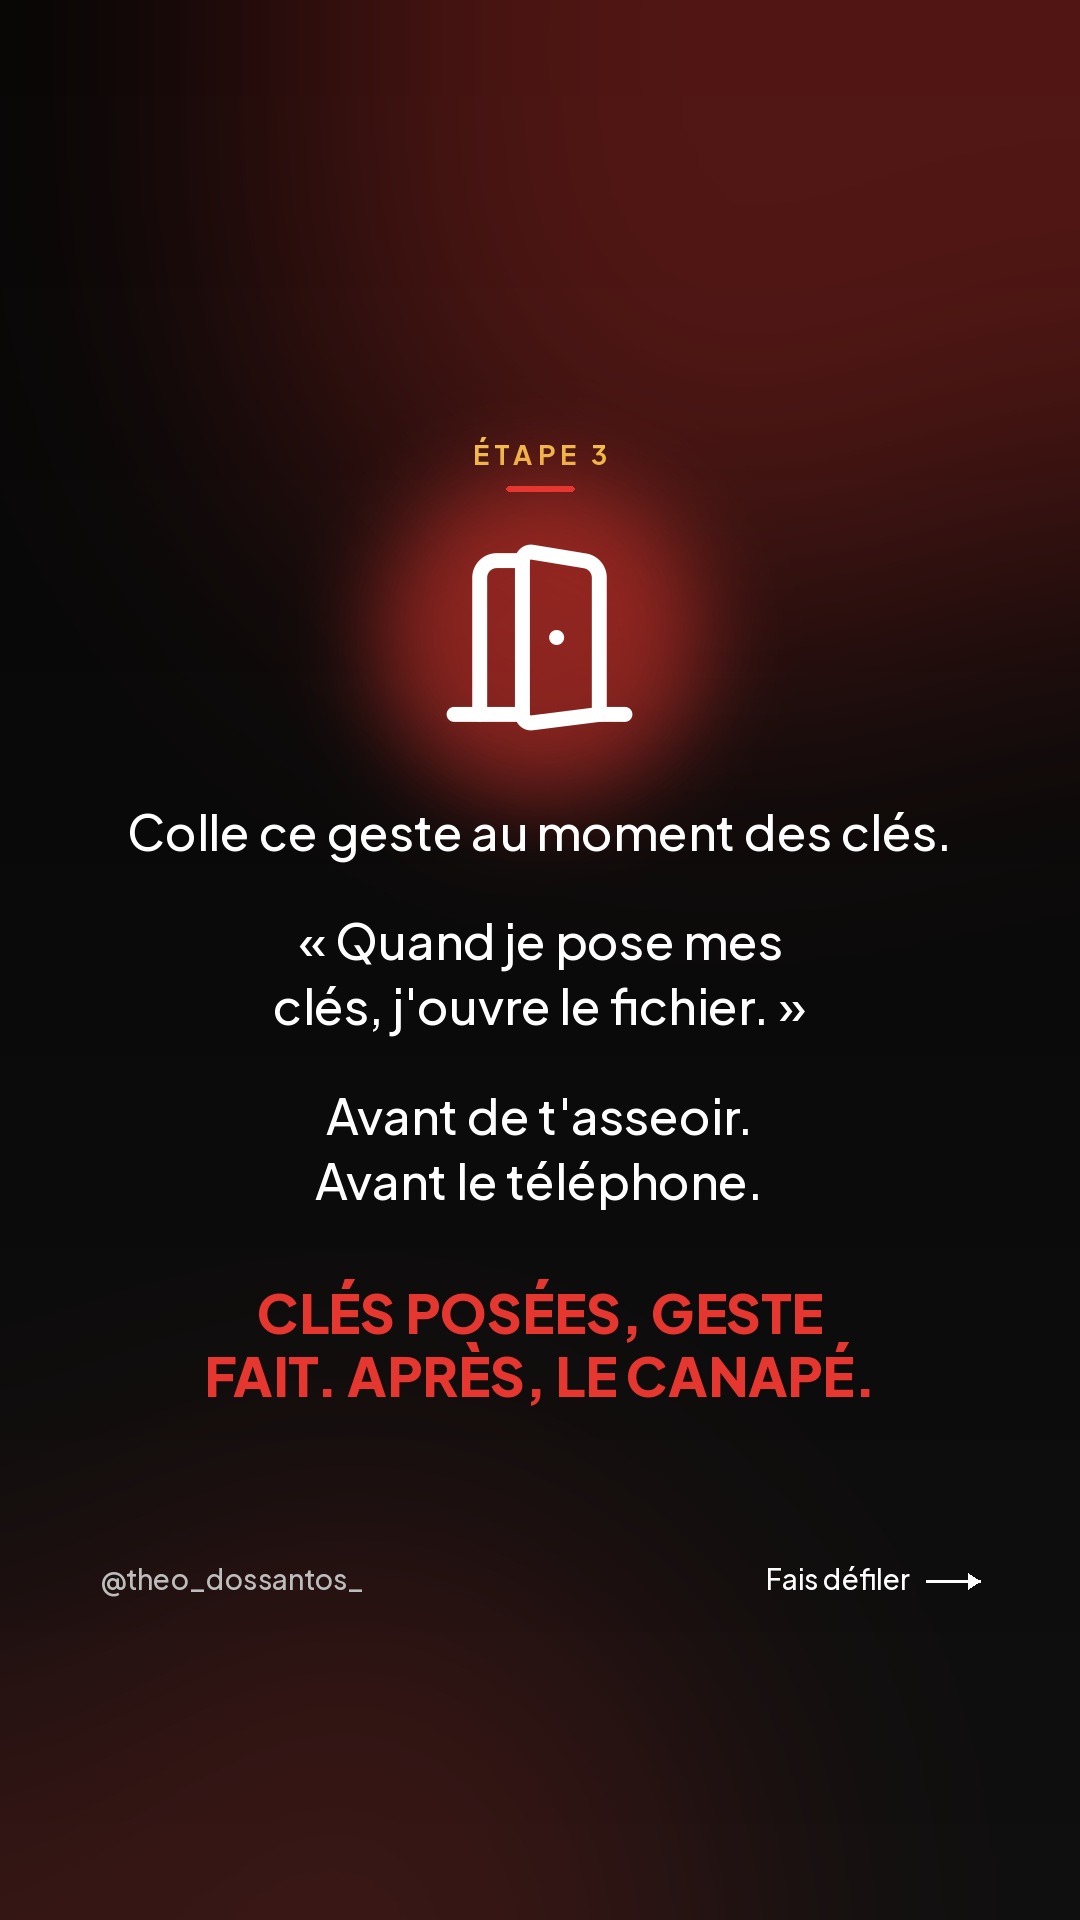 ÉTAPE 3
Colle ce geste au moment des clés.
« Quand je pose mes
clés, j'ouvre le fichier. »
Avant de t'asseoir.
Avant le téléphone.
CLÉS POSÉES, GESTE
FAIT. APRÈS, LE CANAPÉ.
@theo_dossantos_
Fais défiler